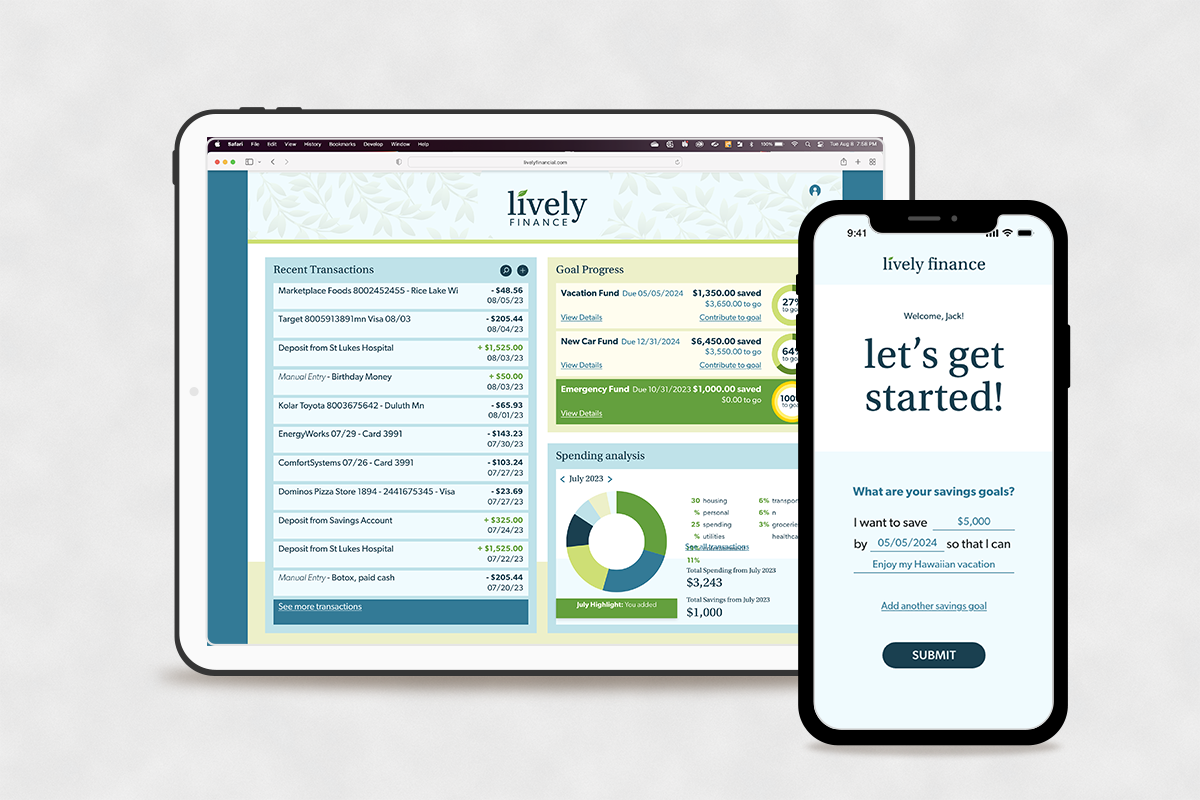 Safari File Edit View History Bookmarks Develop Window Help
100%
Tue Aug 8 7:58 PM
livelyfinancial.com
lively
FINANCE
Recent Transactions
Marketplace Foods 8002452455 - Rice Lake Wi - $48.56
08/05/23
Target 8005913891mn Visa 08/03 - $205.44
08/04/23
Deposit from St Lukes Hospital + $1,525.00
08/03/23
Manual Entry - Birthday Money + $50.00
08/03/23
Kolar Toyota 8003675642 - Duluth Mn - $65.93
08/01/23
EnergyWorks 07/29 - Card 3991 - $143.23
07/30/23
ComfortSystems 07/26 - Card 3991 - $103.24
07/27/23
Dominos Pizza Store 1894 - 2441675345 - Visa - $23.69
07/27/23
Deposit from Savings Account + $325.00
07/24/23
Deposit from St Lukes Hospital + $1,525.00
07/22/23
Manual Entry - Botox, paid cash - $205.44
07/20/23
See more transactions
Goal Progress
Vacation Fund Due 05/05/2024 $1,350.00 saved
$3,650.00 to go
View Details Contribute to goal
27%
to go
New Car Fund Due 12/31/2024 $6,450.00 saved
$3,550.00 to go
View Details Contribute to goal
64%
to go
Emergency Fund Due 10/31/2023 $1,000.00 saved
$0.00 to go
View Details
100%
to goal
Spending analysis
< July 2023 >
30 housing 6% transpor
% personal 6% n
25 spending 3% groceries
% utilities healthca
See all transactions
11%
Total Spending from July 2023
$3,243
Total Savings from July 2023
$1,000
July Highlight: You added
9:41
lively finance
Welcome, Jack!
let's get
started!
What are your savings goals?
I want to save $5,000
by 05/05/2024 so that I can
Enjoy my Hawaiian vacation
Add another savings goal
SUBMIT